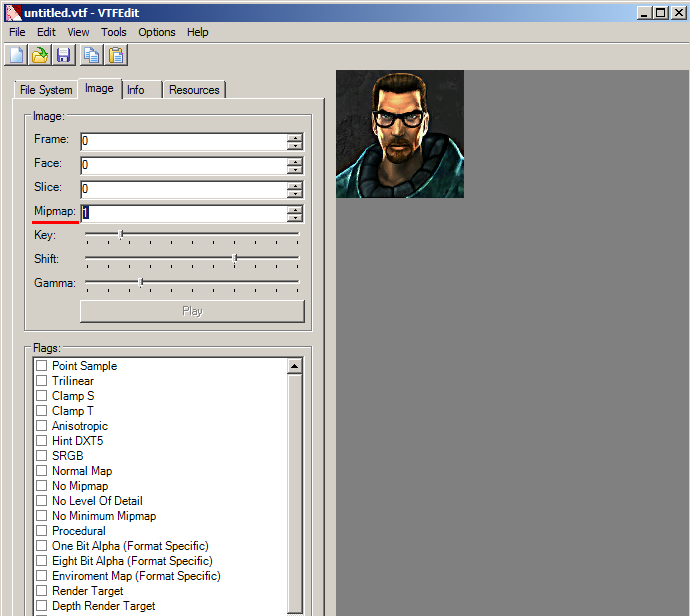 untitled.vtf - VTFEdit
File Edit View Tools Options Help
File System Image Info Resources
Image:
Frame: 0
Face: 0
Slice: 0
Mipmap: 1
Key:
Shift:
Gamma:
Play
Flags:
Point Sample
Trilinear
Clamp S
Clamp T
Anisotropic
Hint DXT5
SRGB
Normal Map
No Mipmap
No Level Of Detail
No Minimum Mipmap
Procedural
One Bit Alpha (Format Specific)
Eight Bit Alpha (Format Specific)
Enviroment Map (Format Specific)
Render Target
Depth Render Target